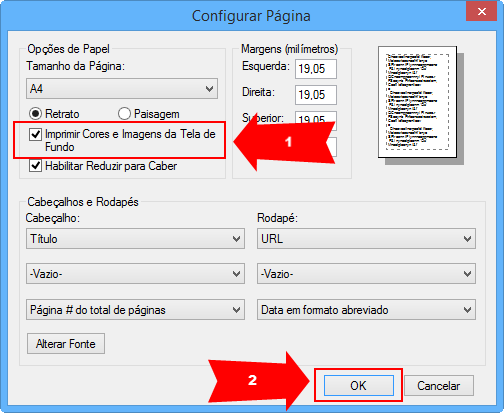 Configurar Página
Opções de Papel
Tamanho da Página:
A4
Retrato
Paisagem
Imprimir Cores e Imagens da Tela de
Fundo
Habilitar Reduzir para Caber
Margens (milímetros)
Esquerda:
19,05
Direita:
19,05
Superior:
19,05
1
Cabeçalhos e Rodapés
Cabeçalho:
Rodapé:
Título
URL
-Vazio-
-Vazio-
Página # do total de páginas
Data em formato abreviado
Alterar Fonte
2
OK
Cancelar